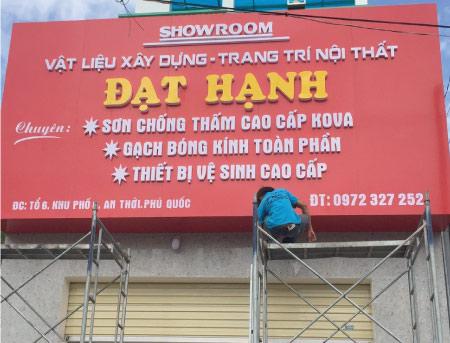 SHOWROOM
VẬT LIỆU XÂY DỰNG - TRANG TRÍ NỘI THẤT
ĐẠT HẠNH
Chuyên:
SƠN CHỐNG THẤM CAO CẤP KOVA
GẠCH BÓNG KÍNH TOÀN PHẦN
THIẾT BỊ VỆ SINH CAO CẤP
ĐC: TỔ 6, KHU PHỐ , AN THỚI, PHÚ QUỐC
ĐT: 0972 327 252